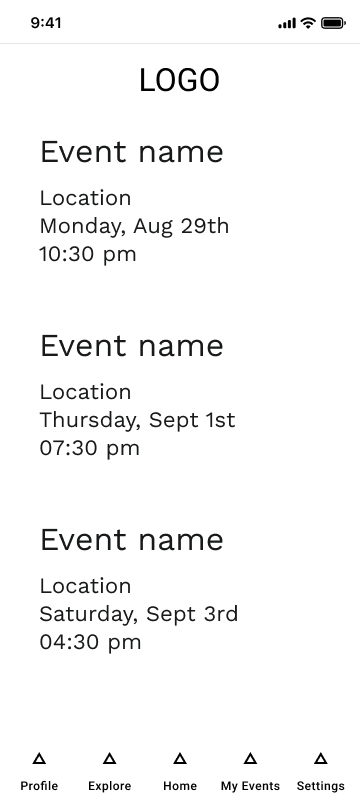 9:41
LOGO
Event name
Location
Monday, Aug 29th
10:30 pm
Event name
Location
Thursday, Sept 1st
07:30 pm
Event name
Location
Saturday, Sept 3rd
04:30 pm
Profile Explore Home My Events Settings